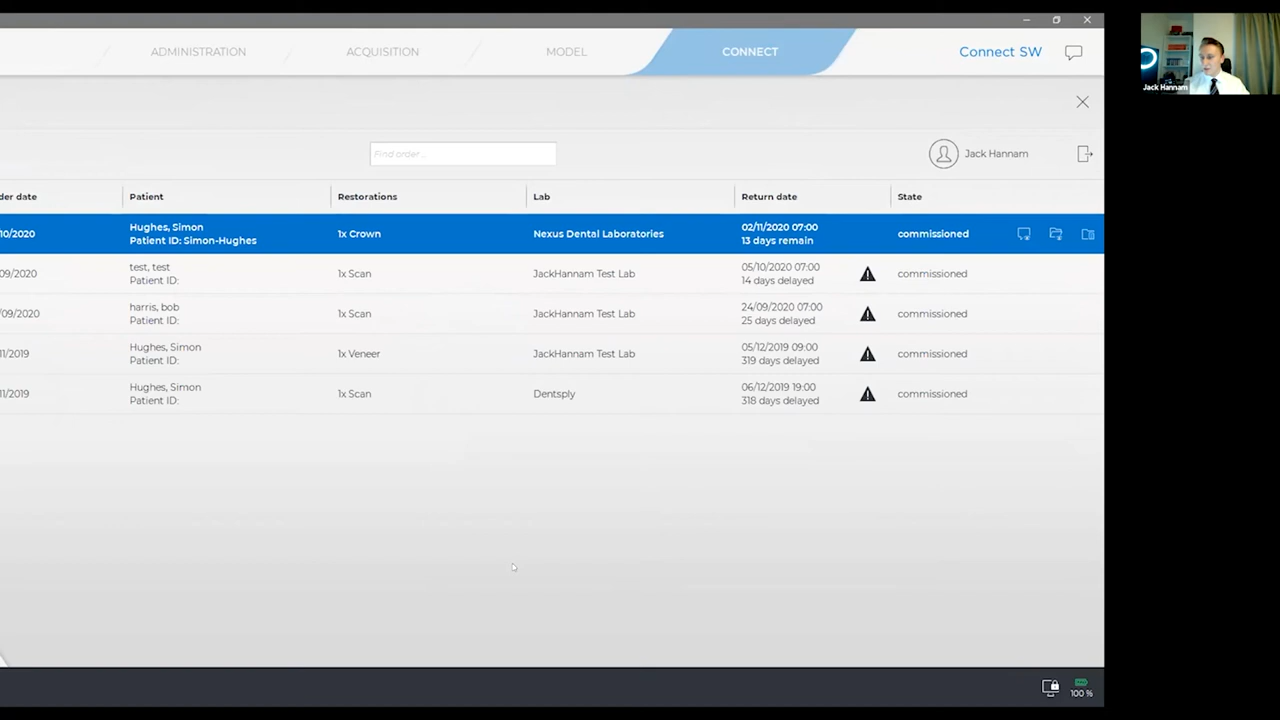 ADMINISTRATION
ACQUISITION
MODEL
CONNECT
Connect SW
Jack Hannam
Find order...
Jack Hannam
der date
Patient
Restorations
Lab
Return date
State
10/2020
Hughes, Simon
Patient ID: Simon-Hughes
1x Crown
Nexus Dental Laboratories
02/11/2020 07:00
13 days remain
commissioned
09/2020
test, test
Patient ID:
1x Scan
JackHannam Test Lab
05/10/2020 07:00
14 days delayed
commissioned
/09/2020
harris, bob
Patient ID:
1x Scan
JackHannam Test Lab
24/09/2020 07:00
25 days delayed
commissioned
11/2019
Hughes, Simon
Patient ID:
1x Veneer
JackHannam Test Lab
05/12/2019 09:00
319 days delayed
commissioned
11/2019
Hughes, Simon
Patient ID:
1x Scan
Dentsply
06/12/2019 19:00
318 days delayed
commissioned
100 %